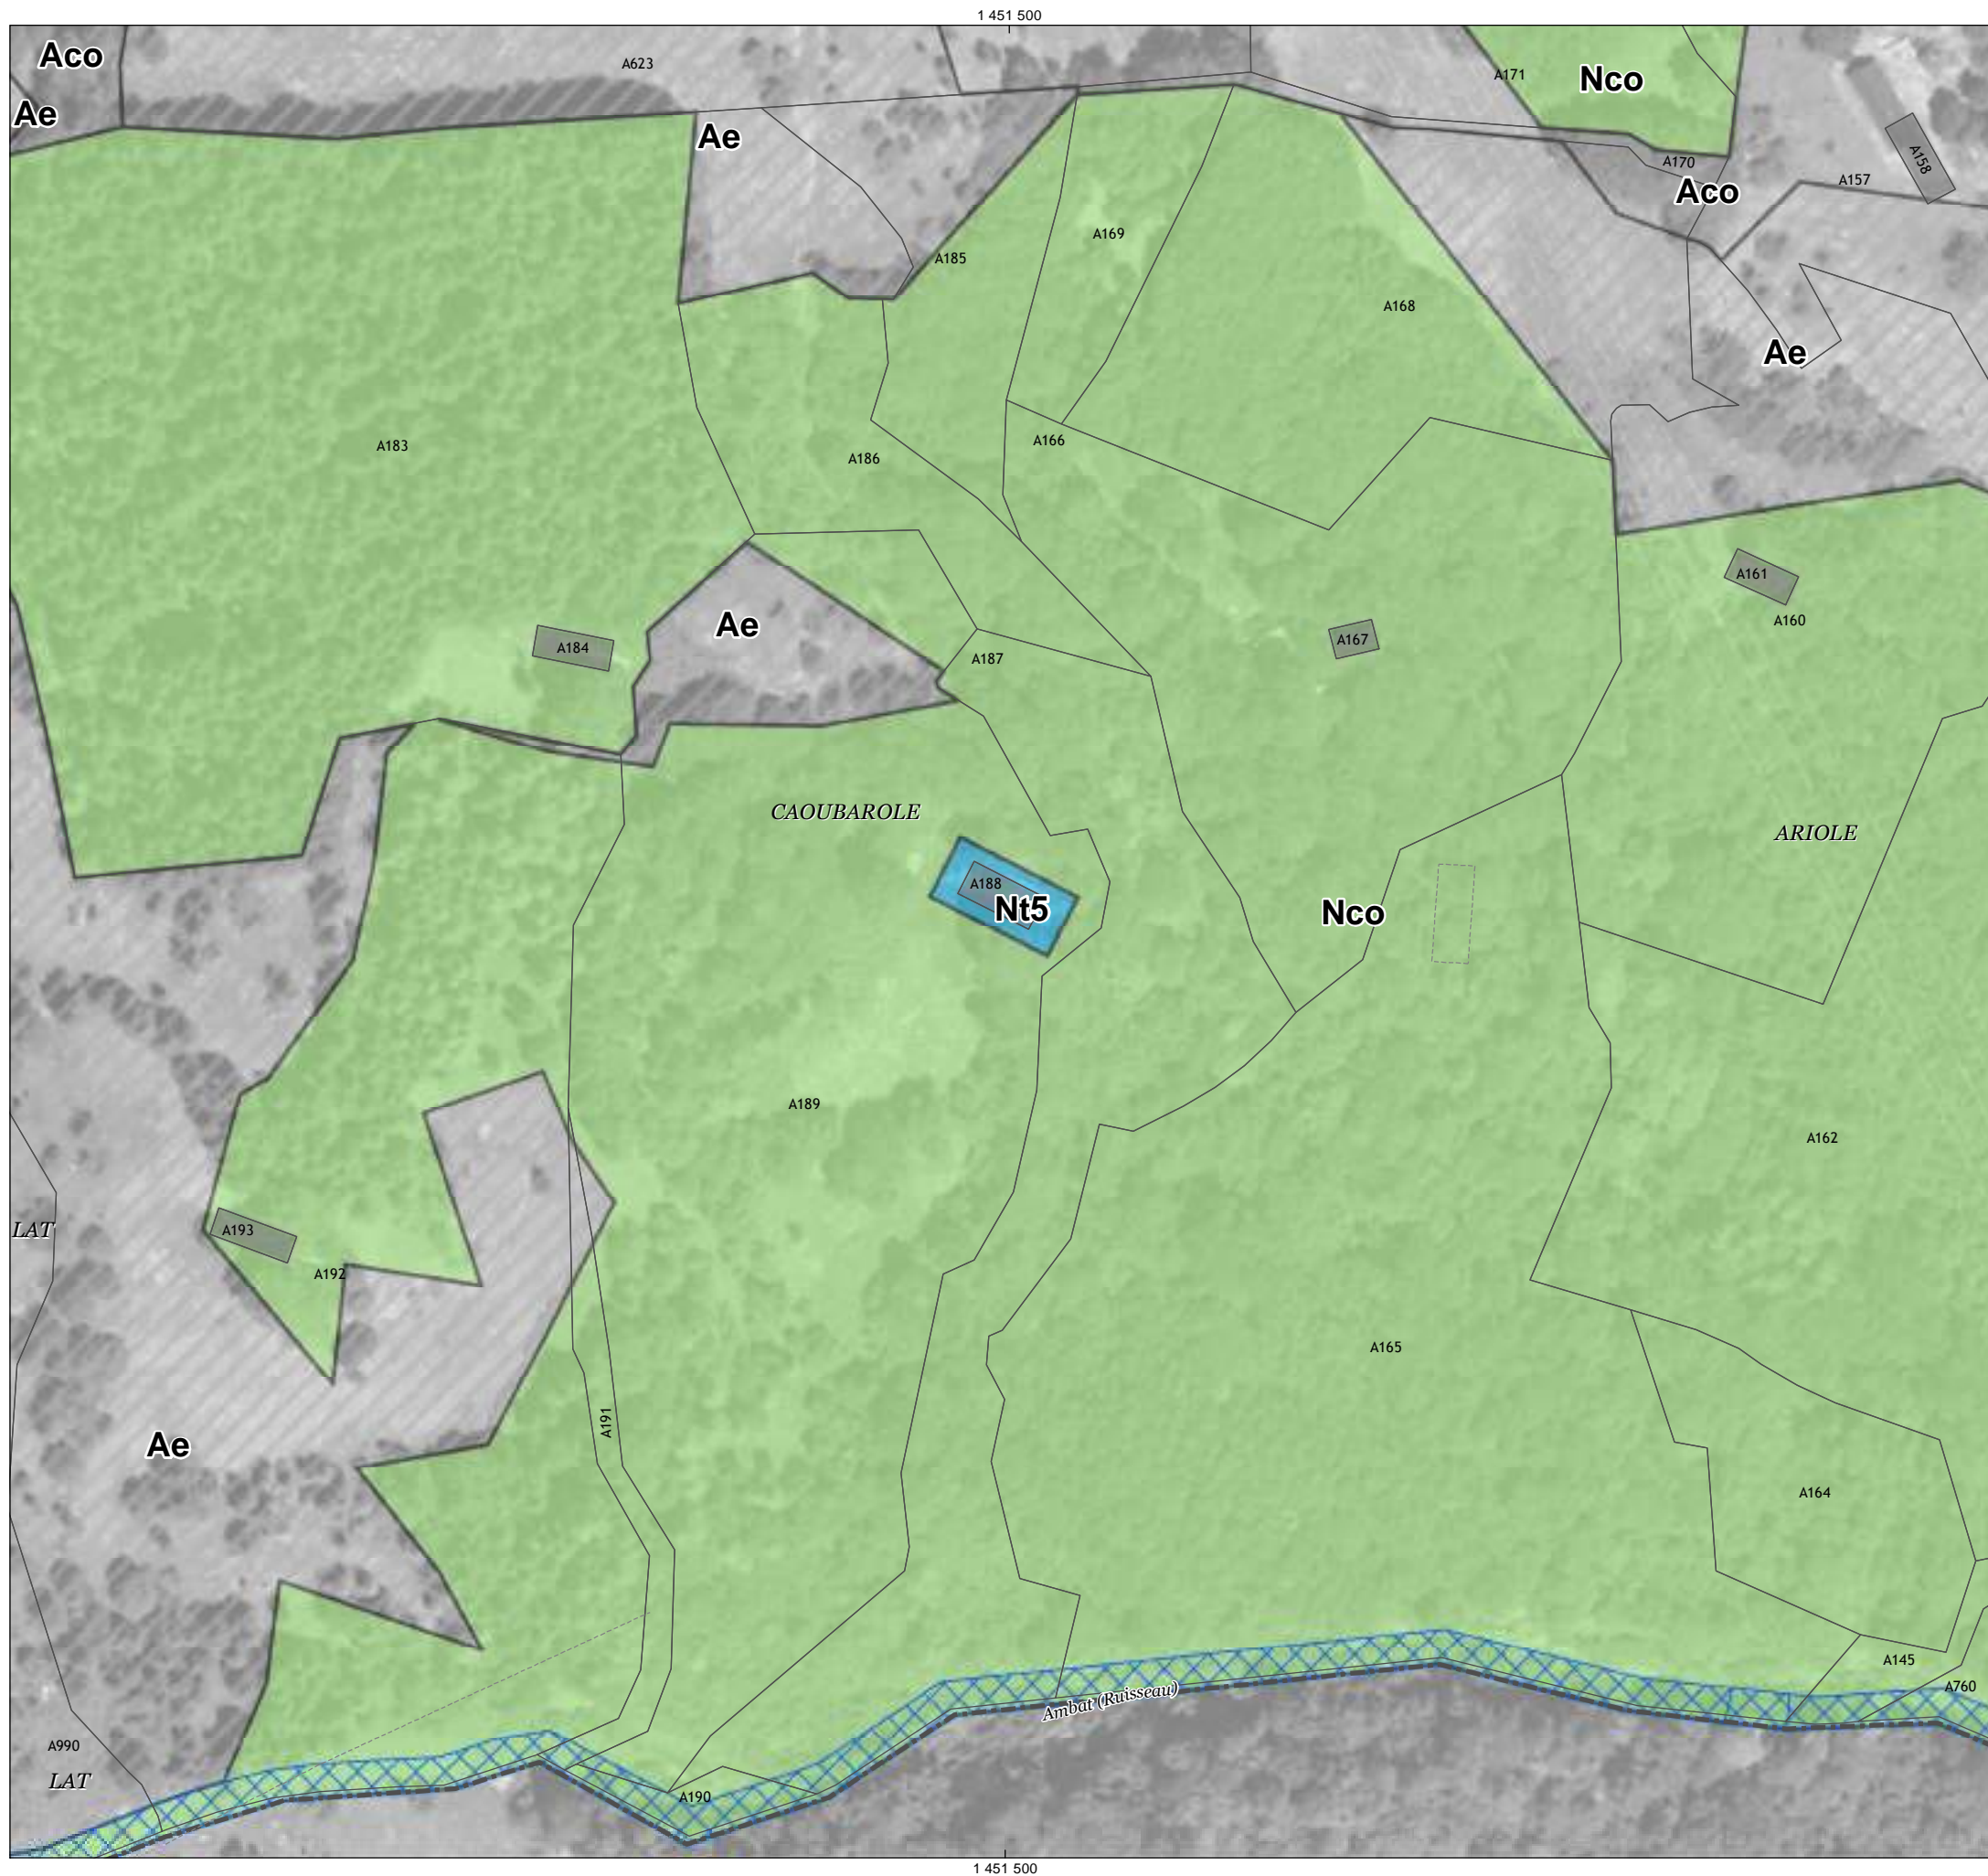 1 451 500
Aco
A623
A171
Nco
Ae
Ae
A158
A170
A157
Aco
A169
A185
A168
Ae
A183
A166
A186
A161
A160
Ae
A184
A167
A187
CAOUBAROLE
ARIOLE
A188
Nt5
Nco
A189
A162
LAT
A193
A192
A165
A191
Ae
A164
A145
A760
Ambat (Ruisseau)
A990
LAT
A190
1 451 500